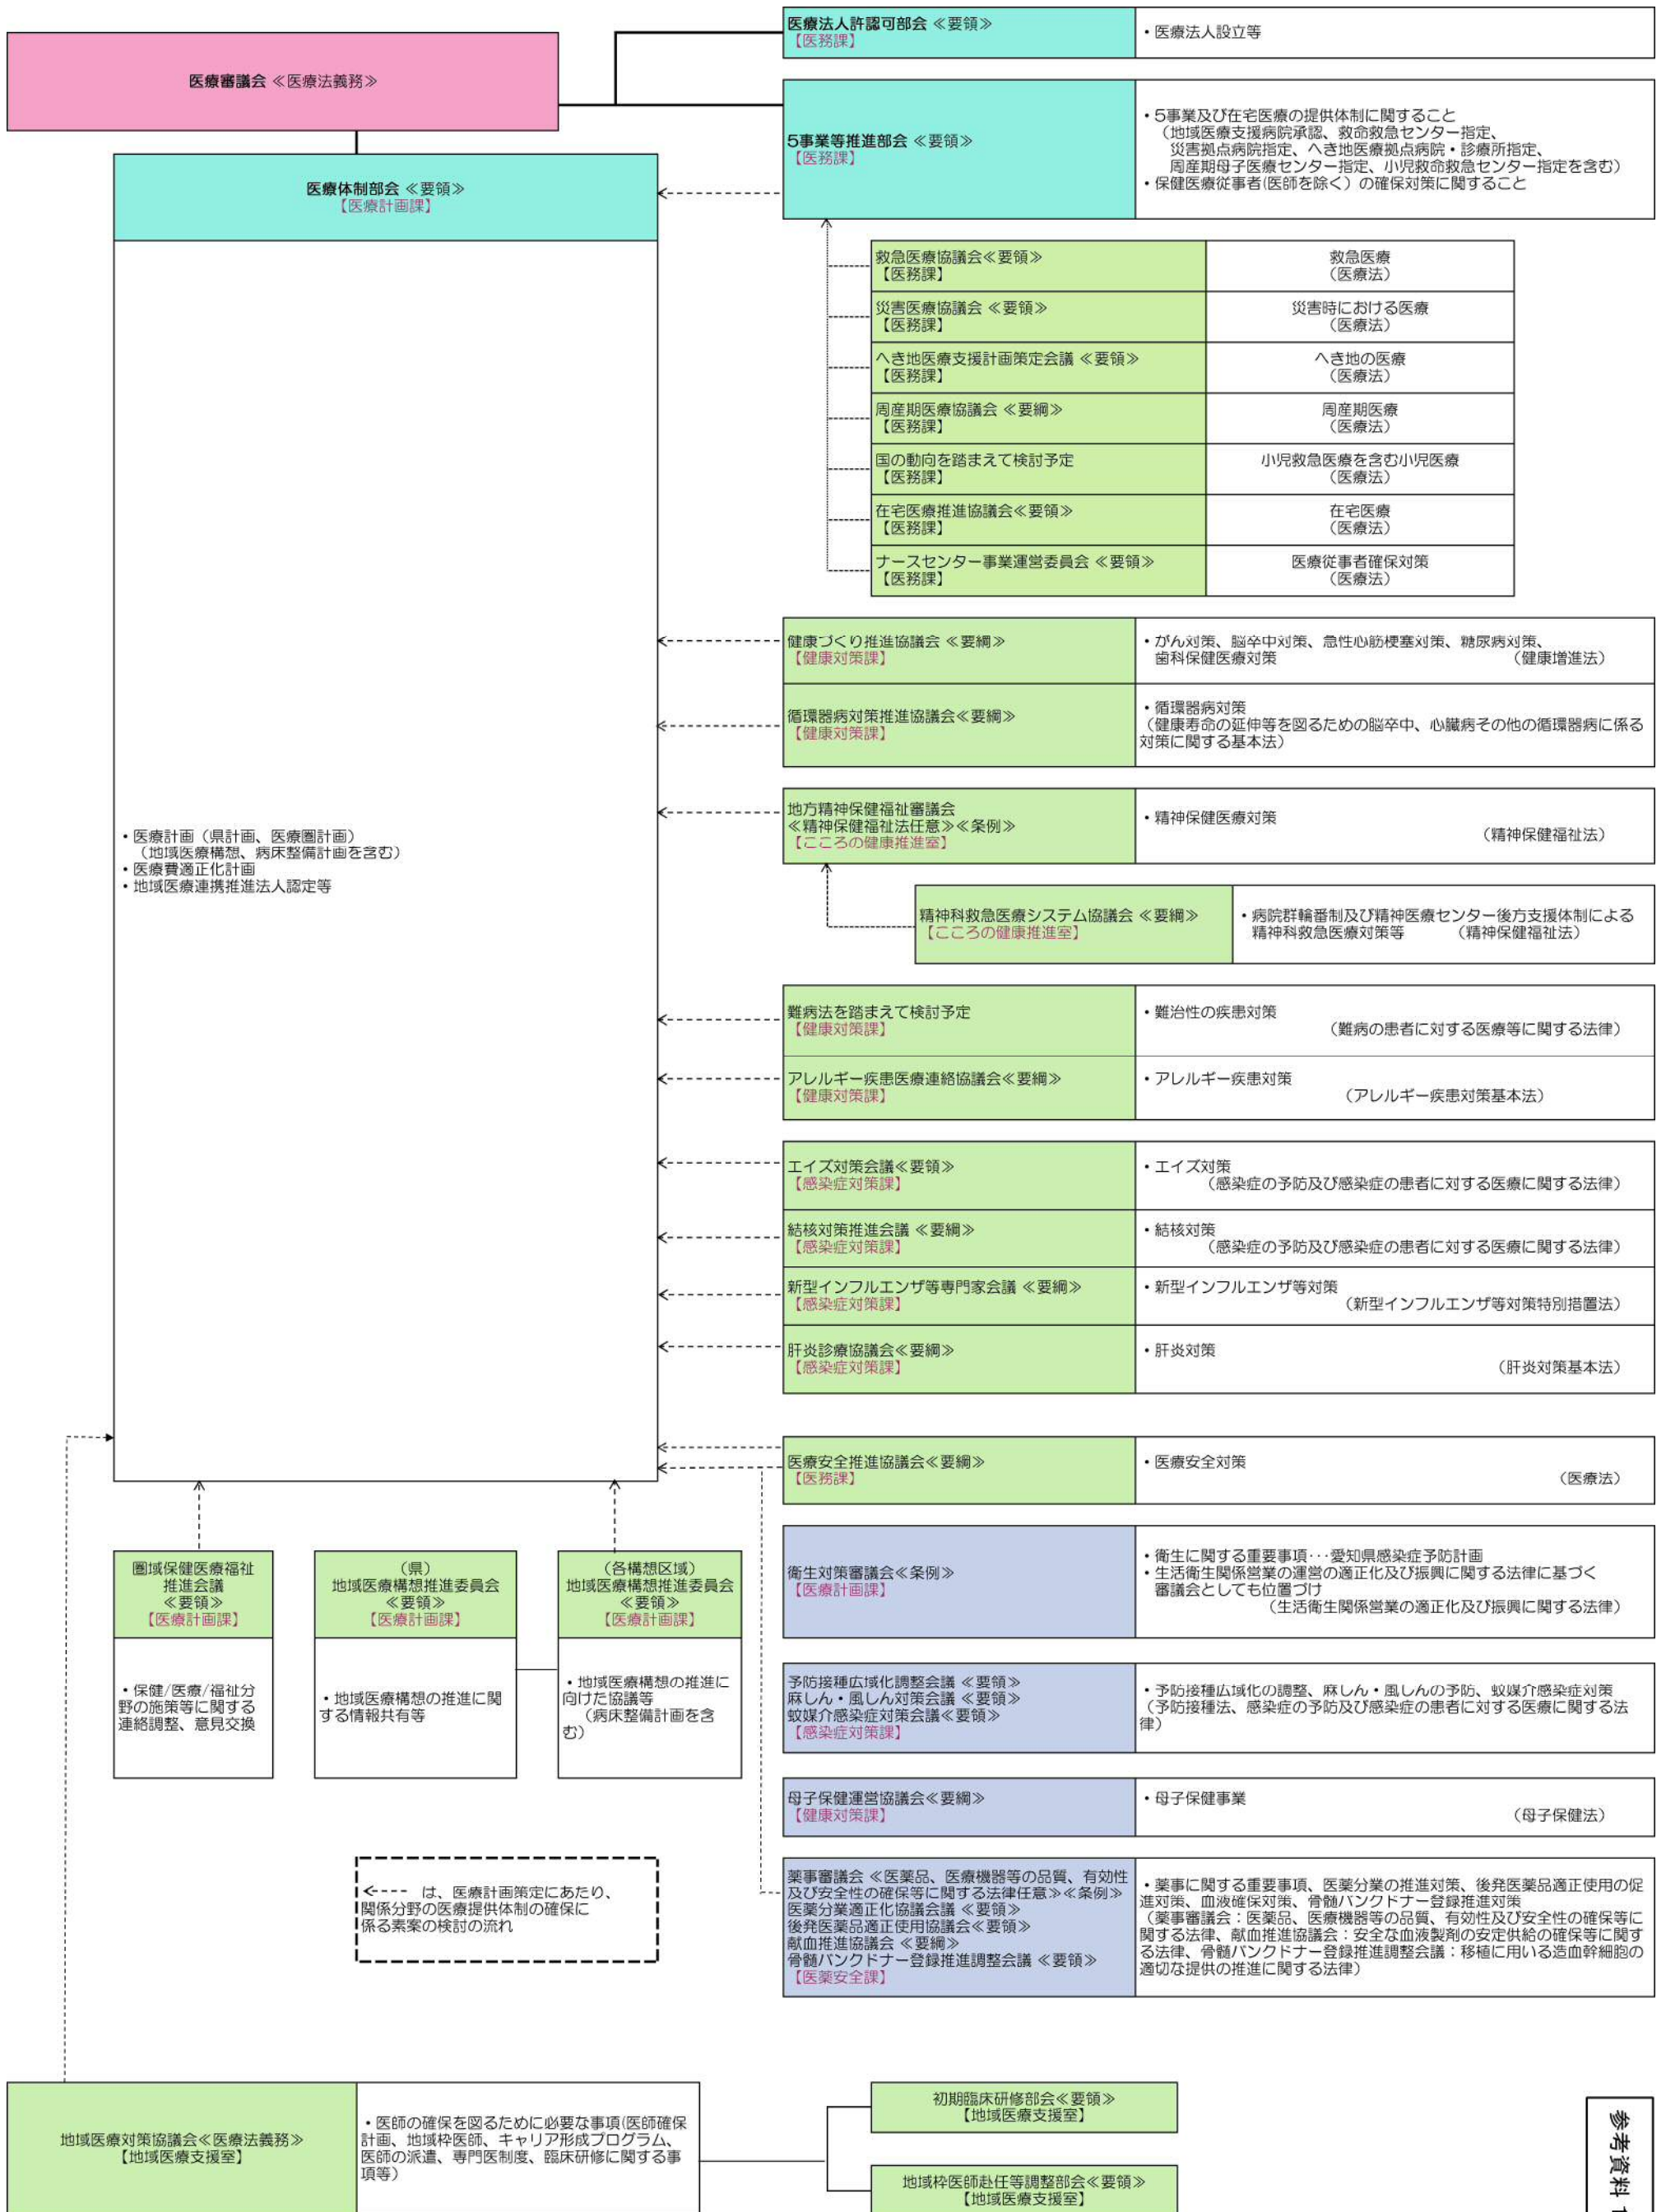 医療審議会 ≪医療法義務≫
医療法人許認可部会 ≪要領≫
【医務課】
・医療法人設立等
5事業等推進部会 ≪要領≫
【医務課】
・5事業及び在宅医療の提供体制に関すること
（地域医療支援病院承認、救命救急センター指定、
災害拠点病院指定、へき地医療拠点病院・診療所指定、
周産期母子医療センター指定、小児救命救急センター指定を含む）
・保健医療従事者(医師を除く）の確保対策に関すること
医療体制部会 ≪要領≫
【医療計画課】
・医療計画（県計画、医療圏計画）
（地域医療構想、病床整備計画を含む）
・医療費適正化計画
・地域医療連携推進法人認定等
救急医療協議会≪要領≫
【医務課】
救急医療
（医療法）
災害医療協議会 ≪要領≫
【医務課】
災害時における医療
（医療法）
へき地医療支援計画策定会議 ≪要領≫
【医務課】
へき地の医療
（医療法）
周産期医療協議会 ≪要綱≫
【医務課】
周産期医療
（医療法）
国の動向を踏まえて検討予定
【医務課】
小児救急医療を含む小児医療
（医療法）
在宅医療推進協議会≪要領≫
【医務課】
在宅医療
（医療法）
ナースセンター事業運営委員会 ≪要領≫
【医務課】
医療従事者確保対策
（医療法）
健康づくり推進協議会 ≪要綱≫
【健康対策課】
・がん対策、脳卒中対策、急性心筋梗塞対策、糖尿病対策、
歯科保健医療対策　（健康増進法）
循環器病対策推進協議会≪要綱≫
【健康対策課】
・循環器病対策
（健康寿命の延伸等を図るための脳卒中、心臓病その他の循環器病に係る
対策に関する基本法）
地方精神保健福祉審議会
≪精神保健福祉法任意≫≪条例≫
【こころの健康推進室】
・精神保健医療対策
（精神保健福祉法）
精神科救急医療システム協議会 ≪要綱≫
【こころの健康推進室】
・病院群輪番制及び精神医療センター後方支援体制による
精神科救急医療対策等　（精神保健福祉法）
難病法を踏まえて検討予定
【健康対策課】
・難治性の疾患対策
（難病の患者に対する医療等に関する法律）
アレルギー疾患医療連絡協議会≪要綱≫
【健康対策課】
・アレルギー疾患対策
（アレルギー疾患対策基本法）
エイズ対策会議≪要領≫
【感染症対策課】
・エイズ対策
（感染症の予防及び感染症の患者に対する医療に関する法律）
結核対策推進会議 ≪要綱≫
【感染症対策課】
・結核対策
（感染症の予防及び感染症の患者に対する医療に関する法律）
新型インフルエンザ等専門家会議 ≪要綱≫
【感染症対策課】
・新型インフルエンザ等対策
（新型インフルエンザ等対策特別措置法）
肝炎診療協議会≪要綱≫
【感染症対策課】
・肝炎対策
（肝炎対策基本法）
医療安全推進協議会≪要綱≫
【医務課】
・医療安全対策
（医療法）
衛生対策審議会≪条例≫
【医療計画課】
・衛生に関する重要事項･･･愛知県感染症予防計画
・生活衛生関係営業の運営の適正化及び振興に関する法律に基づく
審議会としても位置づけ
（生活衛生関係営業の適正化及び振興に関する法律）
予防接種広域化調整会議 ≪要領≫
麻しん・風しん対策会議 ≪要領≫
蚊媒介感染症対策会議≪要領≫
【感染症対策課】
・予防接種広域化の調整、麻しん・風しんの予防、蚊媒介感染症対策
（予防接種法、感染症の予防及び感染症の患者に対する医療に関する法
律）
母子保健運営協議会≪要綱≫
【健康対策課】
・母子保健事業
（母子保健法）
薬事審議会 ≪医薬品、医療機器等の品質、有効性
及び安全性の確保等に関する法律任意≫≪条例≫
医薬分業適正化協議会議 ≪要領≫
後発医薬品適正使用協議会≪要領≫
献血推進協議会 ≪要綱≫
骨髄バンクドナー登録推進調整会議 ≪要領≫
【医薬安全課】
・薬事に関する重要事項、医薬分業の推進対策、後発医薬品適正使用の促
進対策、血液確保対策、骨髄バンクドナー登録推進対策
（薬事審議会：医薬品、医療機器等の品質、有効性及び安全性の確保等に
関する法律、献血推進協議会：安全な血液製剤の安定供給の確保等に関す
る法律、骨髄バンクドナー登録推進調整会議：移植に用いる造血幹細胞の
適切な提供の推進に関する法律）
圏域保健医療福祉
推進会議
≪要領≫
【医療計画課】
・保健/医療/福祉分
野の施策等に関する
連絡調整、意見交換
（県）
地域医療構想推進委員会
≪要領≫
【医療計画課】
・地域医療構想の推進に関
する情報共有等
（各構想区域）
地域医療構想推進委員会
≪要領≫
【医療計画課】
・地域医療構想の推進に
向けた協議等
（病床整備計画を含
む）
は、医療計画策定にあたり、
関係分野の医療提供体制の確保に
係る素案の検討の流れ
地域医療対策協議会≪医療法義務≫
【地域医療支援室】
・医師の確保を図るために必要な事項(医師確保
計画、地域枠医師、キャリア形成プログラム、
医師の派遣、専門医制度、臨床研修に関する事
項等）
初期臨床研修部会≪要領≫
【地域医療支援室】
地域枠医師赴任等調整部会≪要領≫
【地域医療支援室】
参考資料